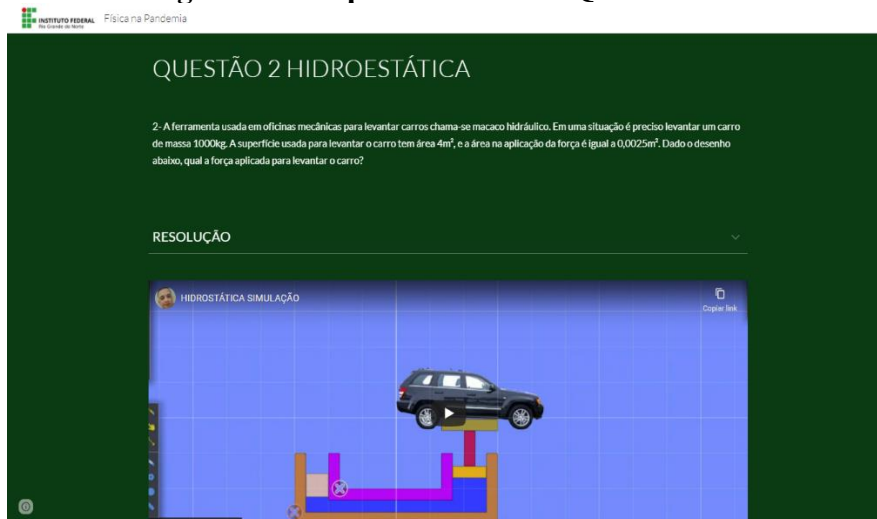 INSTITUTO FEDERAL
Rio Grande do Norte
Física na Pandemia
QUESTÃO 2 HIDROESTÁTICA
2- A ferramenta usada em oficinas mecânicas para levantar carros chama-se macaco hidráulico. Em uma situação é preciso levantar um carro
de massa 1000kg. A superfície usada para levantar o carro tem área 4m², e a área na aplicação da força é igual a 0,0025m². Dado o desenho
abaixo, qual a força aplicada para levantar o carro?
RESOLUÇÃO
HIDROSTÁTICA SIMULAÇÃO
Copiar link